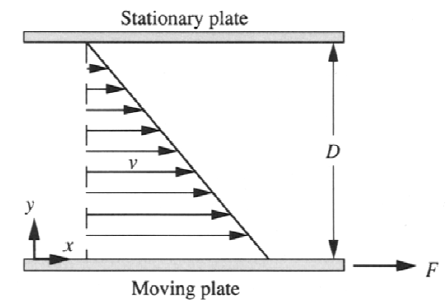 Stationary plate
v
D
y
x
F
Moving plate